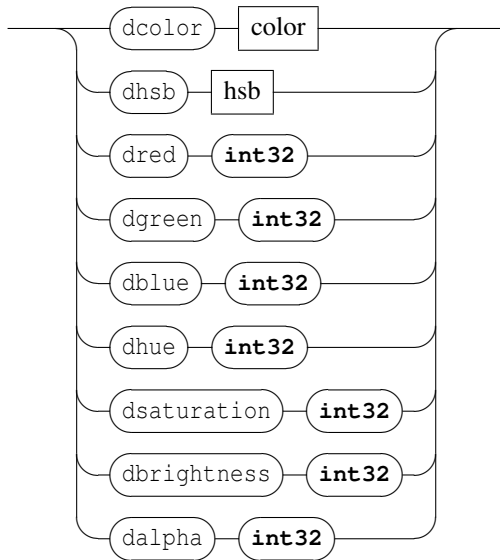 dcolor color
dhsb hsb
dred int32
dgreen int32
dblue int32
dhue int32
dsaturation int32
dbrightness int32
dalpha int32